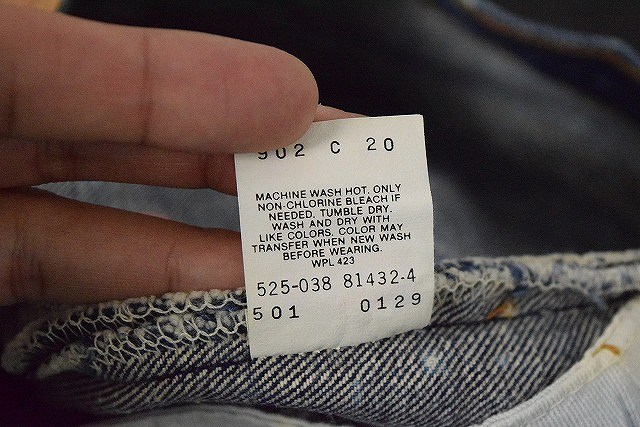 902 C 20
MACHINE WASH HOT. ONLY
NON-CHLORINE BLEACH IF
NEEDED. TUMBLE DRY.
WASH AND DRY WITH
LIKE COLORS. COLOR MAY
TRANSFER WHEN NEW WASH
BEFORE WEARING.
WPL 423
525-038 81432-4
501 0129